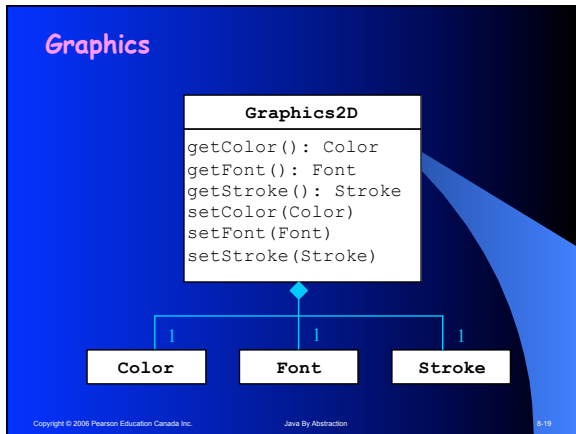 Graphics
Graphics2D
getColor(): Color
getFont(): Font
getStroke(): Stroke
setColor(Color)
setFont(Font)
setStroke(Stroke)
1 1 1
Color Font Stroke
Copyright © 2006 Pearson Education Canada Inc. Java By Abstraction 8-19